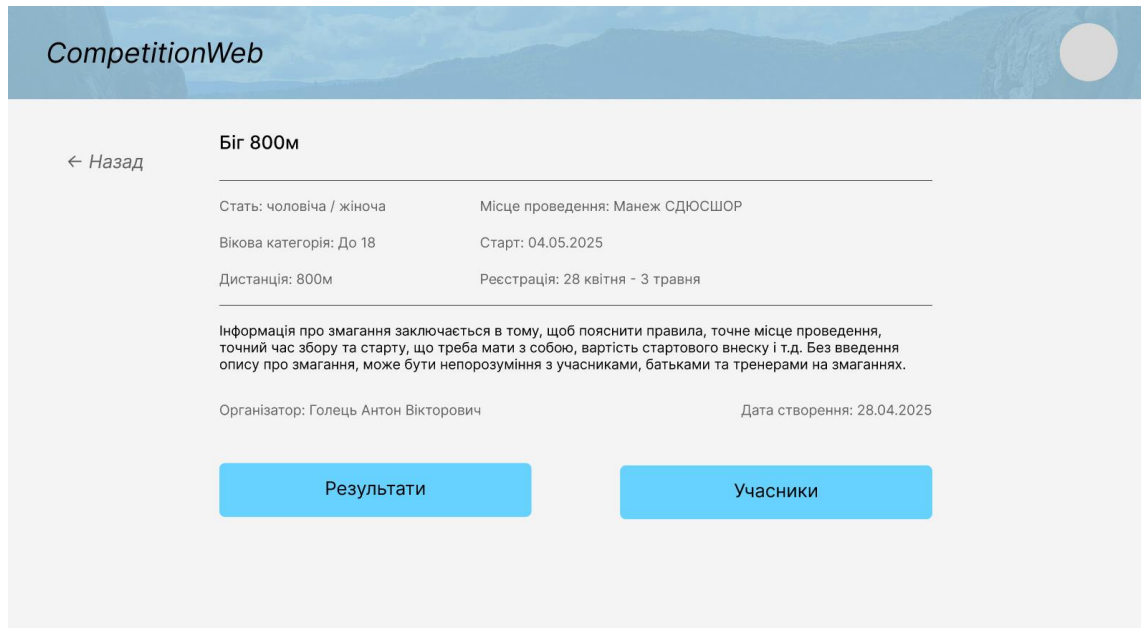 CompetitionWeb
← Назад
Біг 800м
Стать: чоловіча / жіноча
Місце проведення: Манеж СДЮСШОР
Вікова категорія: До 18
Старт: 04.05.2025
Дистанція: 800м
Реєстрація: 28 квітня - 3 травня
Інформація про змагання заключається в тому, щоб пояснити правила, точне місце проведення,
точний час збору та старту, що треба мати з собою, вартість стартового внеску і т.д. Без введення
опису про змагання, може бути непорозуміння з учасниками, батьками та тренерами на змаганнях.
Організатор: Голець Антон Вікторович
Дата створення: 28.04.2025
Результати
Учасники